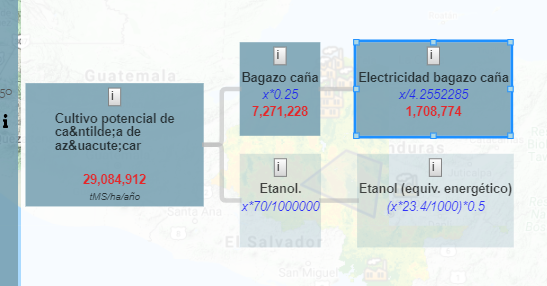 Guatemala
50
i
i
Cultivo potencial de
ca&ntilde;a de
az&uacute;car
29,084,912
tMS/ha/año
i
Bagazo caña
x*0.25
7,271,228
i
Electricidad bagazo caña
x/4.2552285
1,708,774
i
Etanol.
x*70/1000000
i
Etanol (equiv. energético)
(x*23.4/1000)*0.5
nduras
Santa Ana
El Salvador
San Miguel